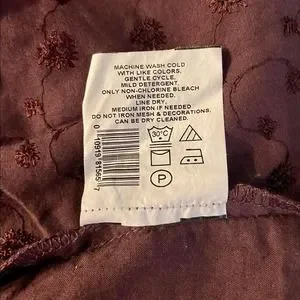 MACHINE WASH COLD
WITH LIKE COLORS.
GENTLE CYCLE.
MILD DETERGENT.
ONLY NON-CHLORINE BLEACH
WHEN NEEDED.
LINE DRY.
MEDIUM IRON IF NEEDED
DO NOT IRON MESH & DECORATIONS
CAN BE DRY CLEANED.
30°C
P